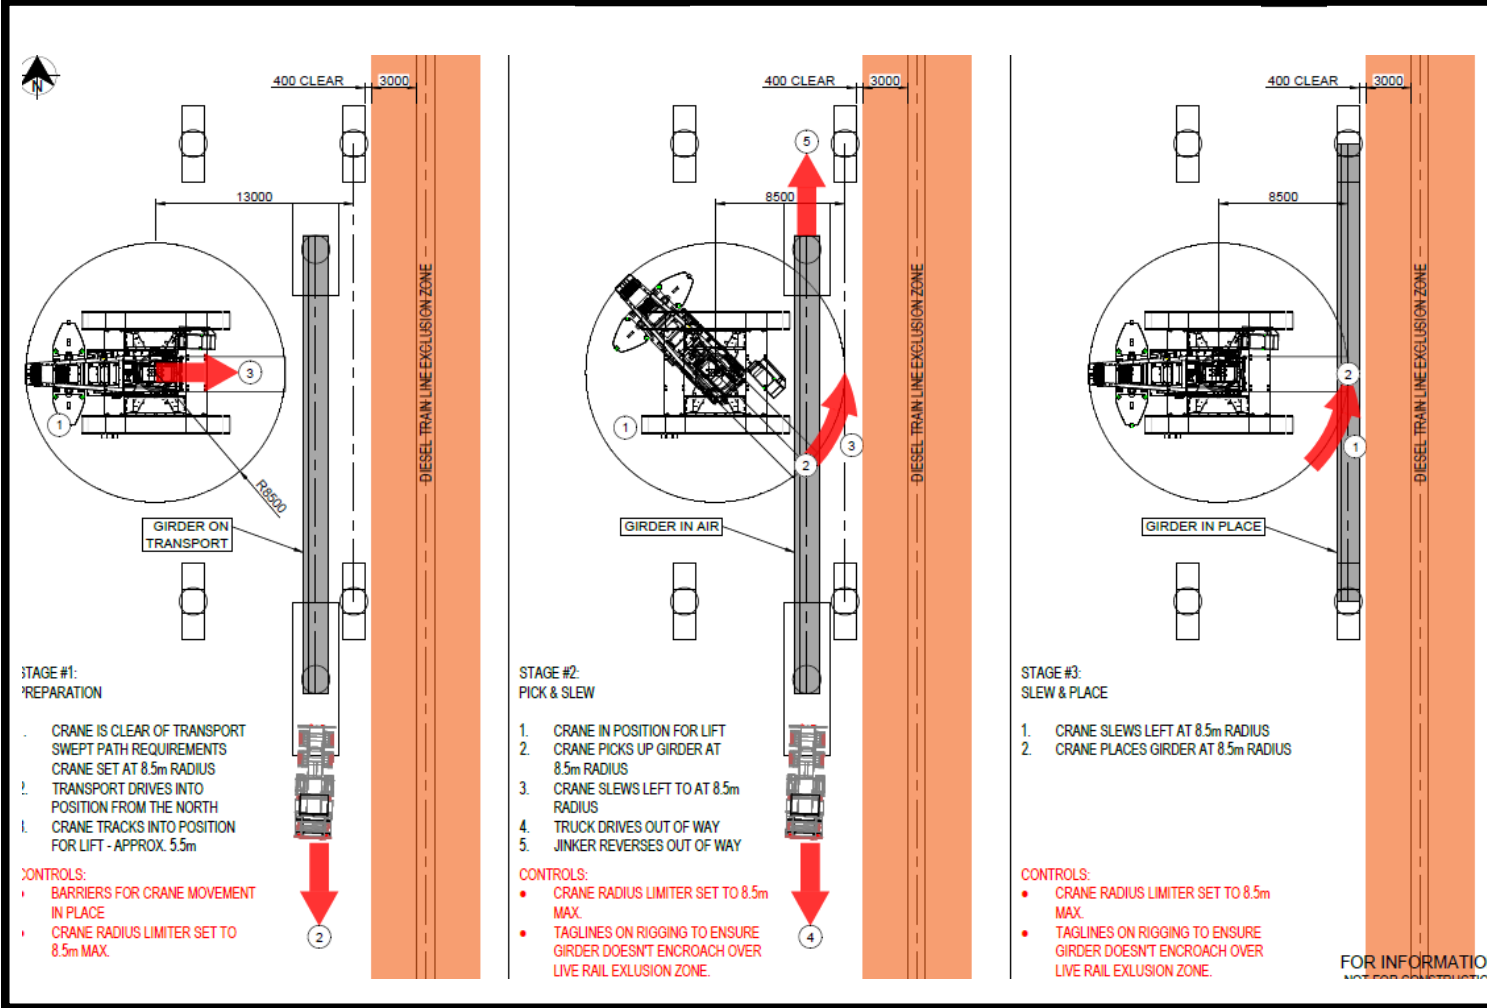 N
400 CLEAR 3000
13000
DIESEL TRAIN LINE EXCLUSION ZONE
3
1
R8500
GIRDER ON
TRANSPORT
STAGE #1:
PREPARATION
. CRANE IS CLEAR OF TRANSPORT
SWEPT PATH REQUIREMENTS
CRANE SET AT 8.5m RADIUS
2. TRANSPORT DRIVES INTO
POSITION FROM THE NORTH
3. CRANE TRACKS INTO POSITION
FOR LIFT - APPROX. 5.5m
CONTROLS:
• BARRIERS FOR CRANE MOVEMENT
IN PLACE
• CRANE RADIUS LIMITER SET TO
8.5m MAX.
2
400 CLEAR 3000
5
8500
DIESEL TRAIN LINE EXCLUSION ZONE
1
3
2
GIRDER IN AIR
STAGE #2:
PICK & SLEW
1. CRANE IN POSITION FOR LIFT
2. CRANE PICKS UP GIRDER AT
8.5m RADIUS
3. CRANE SLEWS LEFT TO AT 8.5m
RADIUS
4. TRUCK DRIVES OUT OF WAY
5. JINKER REVERSES OUT OF WAY
CONTROLS:
• CRANE RADIUS LIMITER SET TO 8.5m
MAX.
• TAGLINES ON RIGGING TO ENSURE
GIRDER DOESN'T ENCROACH OVER
LIVE RAIL EXLUSION ZONE.
4
400 CLEAR 3000
8500
DIESEL TRAIN LINE EXCLUSION ZONE
2
1
GIRDER IN PLACE
STAGE #3:
SLEW & PLACE
1. CRANE SLEWS LEFT AT 8.5m RADIUS
2. CRANE PLACES GIRDER AT 8.5m RADIUS
CONTROLS:
• CRANE RADIUS LIMITER SET TO 8.5m
MAX.
• TAGLINES ON RIGGING TO ENSURE
GIRDER DOESN'T ENCROACH OVER
LIVE RAIL EXLUSION ZONE.
FOR INFORMATIO
NOT FOR CONSTRUCTIO